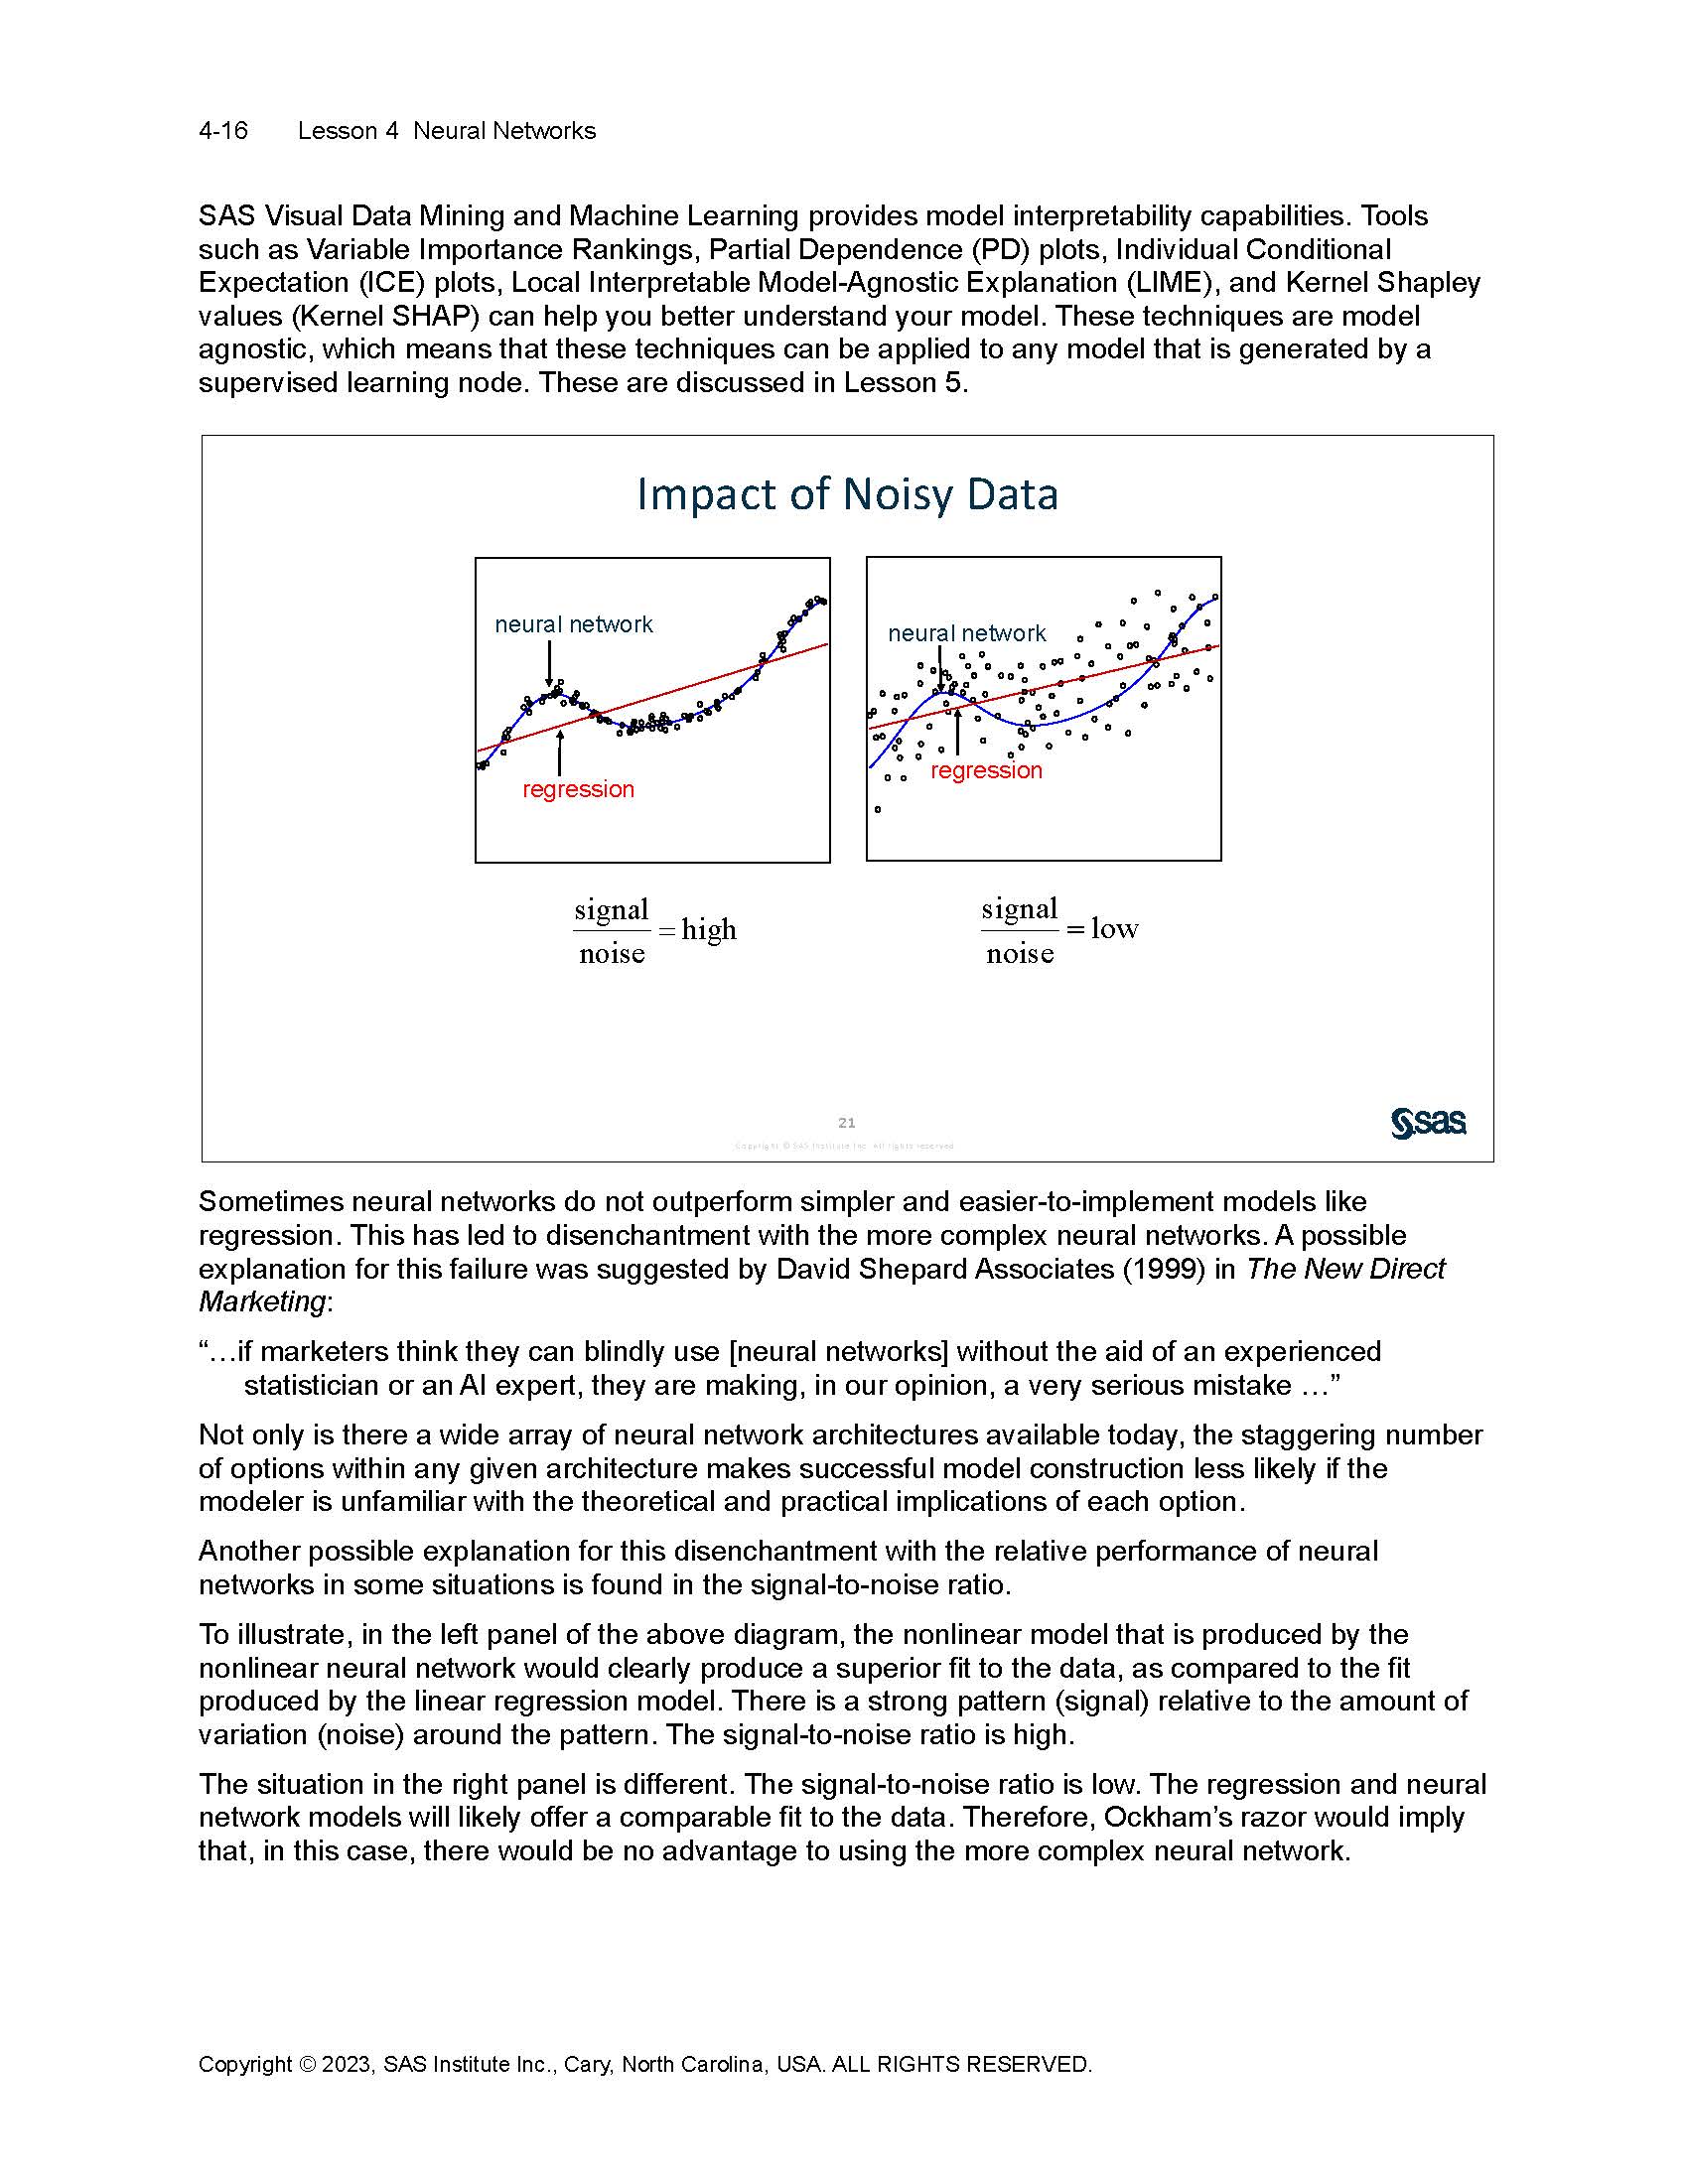 4-16 Lesson 4 Neural Networks
SAS Visual Data Mining and Machine Learning provides model interpretability capabilities. Tools
such as Variable Importance Rankings, Partial Dependence (PD) plots, Individual Conditional
Expectation (ICE) plots, Local Interpretable Model-Agnostic Explanation (LIME), and Kernel Shapley
values (Kernel SHAP) can help you better understand your model. These techniques are model
agnostic, which means that these techniques can be applied to any model that is generated by a
supervised learning node. These are discussed in Lesson 5.
Impact of Noisy Data
neural network
regression
signal
noise
= high
neural network
regression
signal
noise
= low
21
Copyright © SAS Institute Inc. All rights reserved
sas
Sometimes neural networks do not outperform simpler and easier-to-implement models like
regression. This has led to disenchantment with the more complex neural networks. A possible
explanation for this failure was suggested by David Shepard Associates (1999) in The New Direct
Marketing:
“…if marketers think they can blindly use [neural networks] without the aid of an experienced
statistician or an AI expert, they are making, in our opinion, a very serious mistake …”
Not only is there a wide array of neural network architectures available today, the staggering number
of options within any given architecture makes successful model construction less likely if the
modeler is unfamiliar with the theoretical and practical implications of each option.
Another possible explanation for this disenchantment with the relative performance of neural
networks in some situations is found in the signal-to-noise ratio.
To illustrate, in the left panel of the above diagram, the nonlinear model that is produced by the
nonlinear neural network would clearly produce a superior fit to the data, as compared to the fit
produced by the linear regression model. There is a strong pattern (signal) relative to the amount of
variation (noise) around the pattern. The signal-to-noise ratio is high.
The situation in the right panel is different. The signal-to-noise ratio is low. The regression and neural
network models will likely offer a comparable fit to the data. Therefore, Ockham’s razor would imply
that, in this case, there would be no advantage to using the more complex neural network.
Copyright © 2023, SAS Institute Inc., Cary, North Carolina, USA. ALL RIGHTS RESERVED.